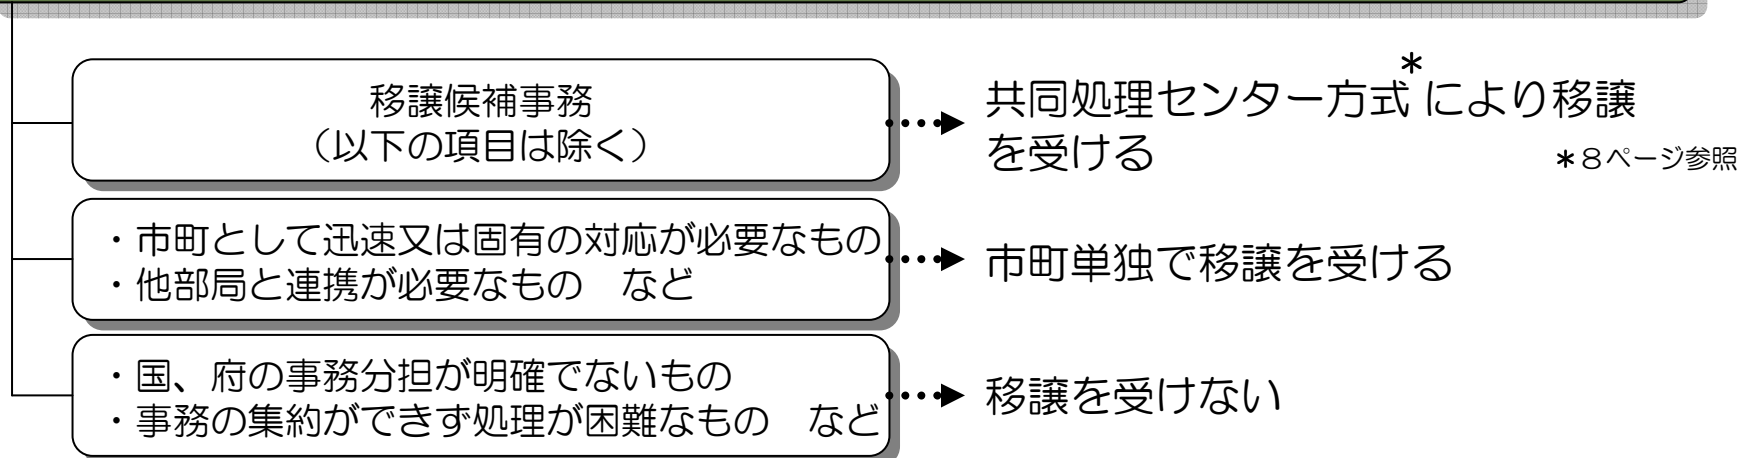 移譲候補事務
（以下の項目は除く）
共同処理センター方式*により移譲
を受ける
*８ページ参照
・市町として迅速又は固有の対応が必要なもの
・他部局と連携が必要なもの　など
市町単独で移譲を受ける
・国、府の事務分担が明確でないもの
・事務の集約ができず処理が困難なもの　など
移譲を受けない